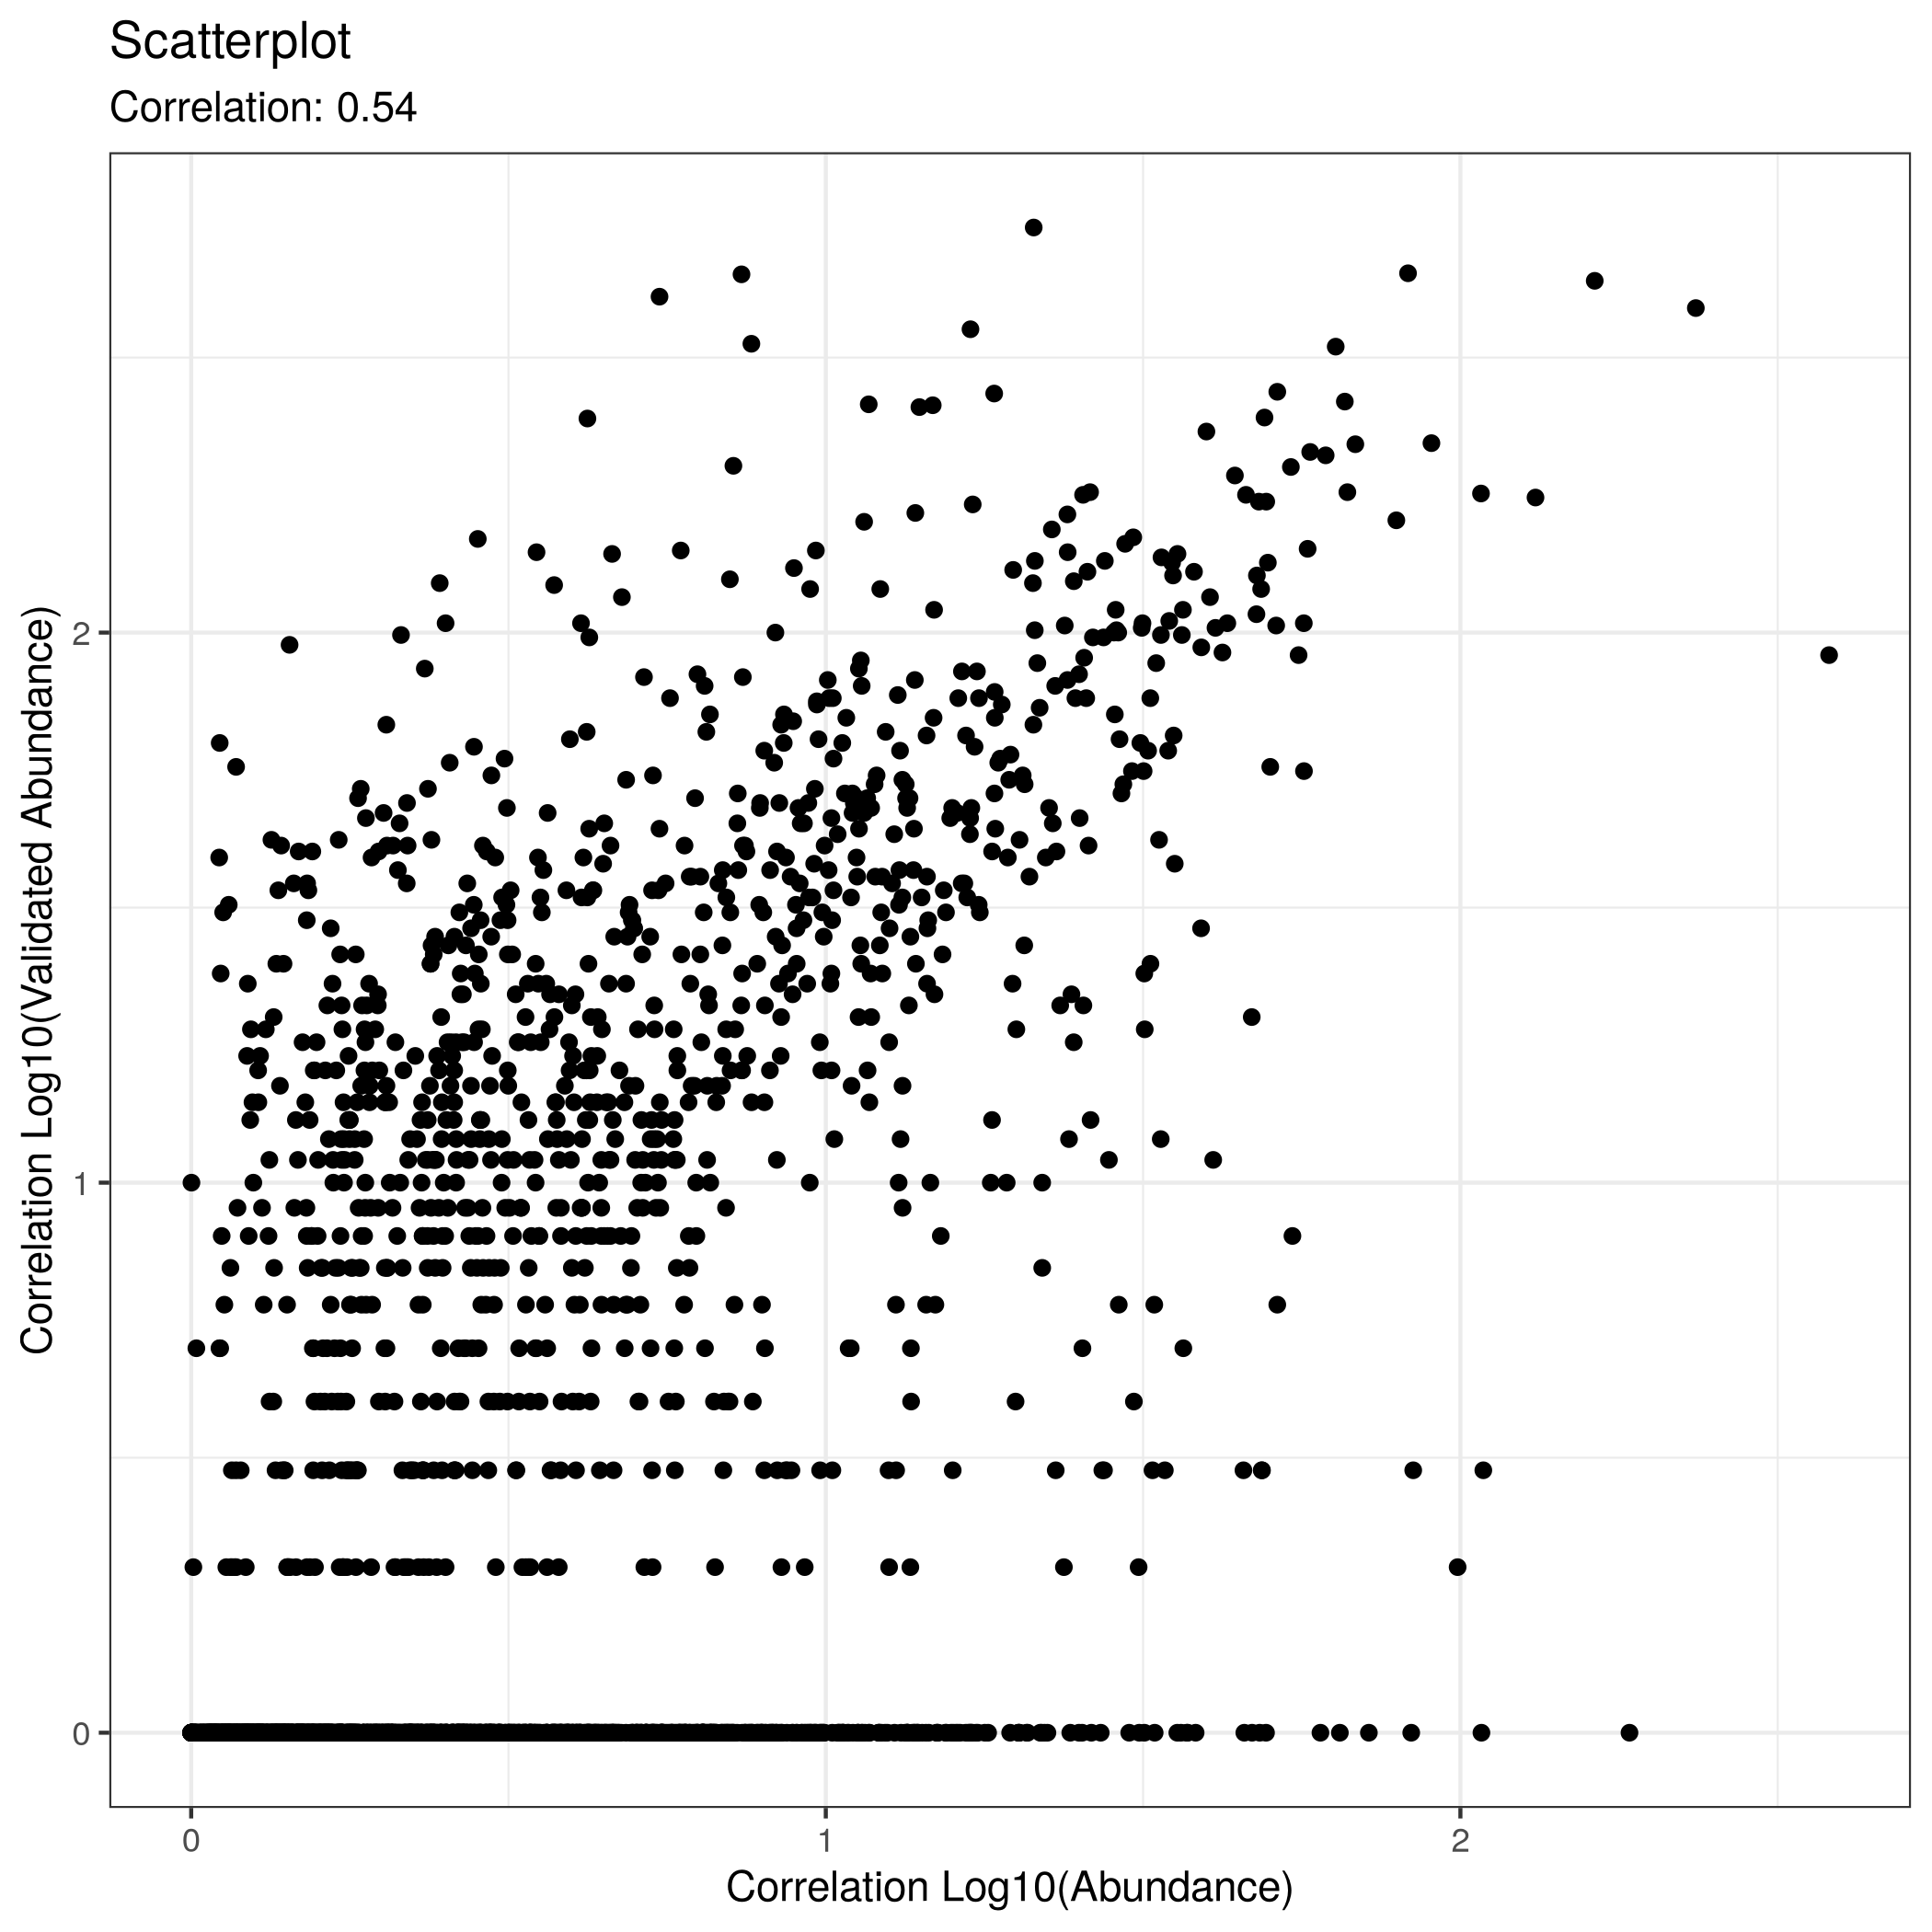 Scatterplot
Correlation: 0.54
Correlation Log10(Validated Abundance)
2
1
0
0
1
2
Correlation Log10(Abundance)